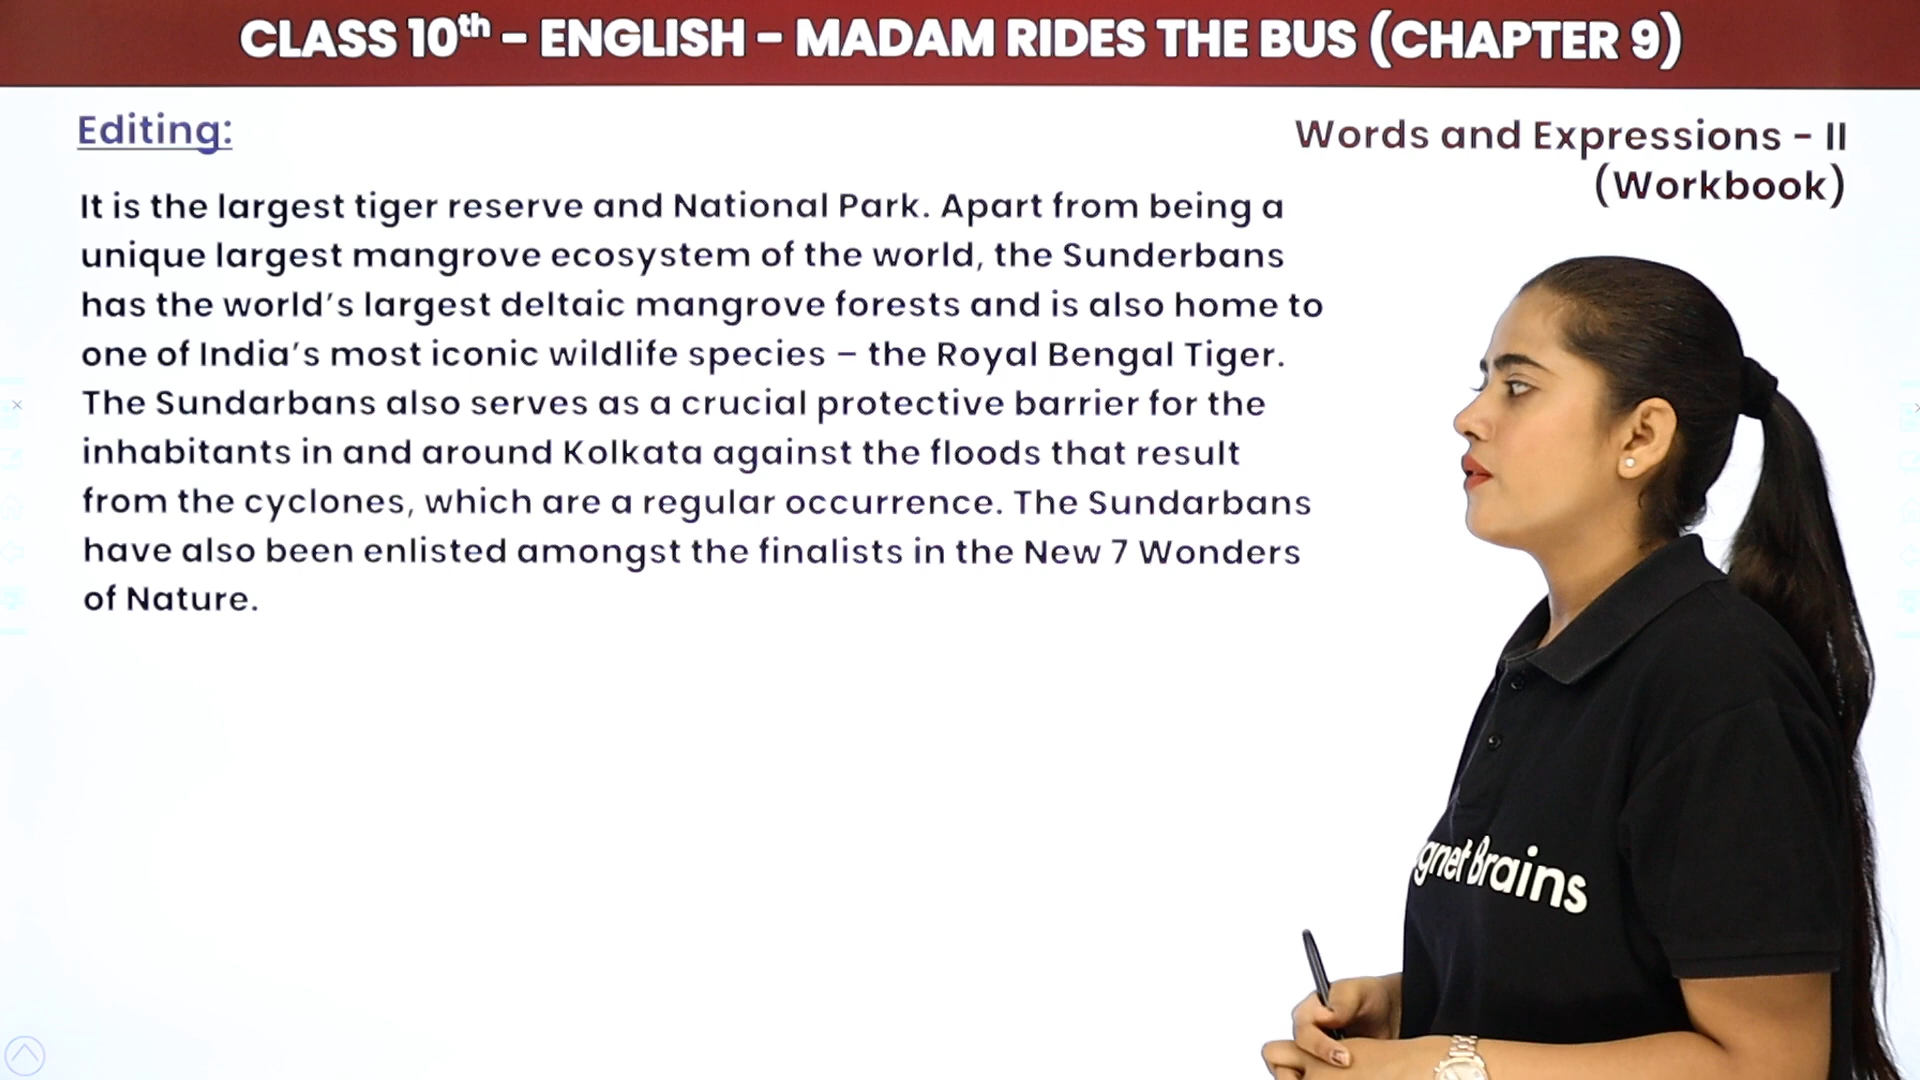 CLASS 10th - ENGLISH - MADAM RIDES THE BUS (CHAPTER 9)
Editing:
Words and Expressions - II
(Workbook)
It is the largest tiger reserve and National Park. Apart from being a
unique largest mangrove ecosystem of the world, the Sunderbans
has the world's largest deltaic mangrove forests and is also home to
one of India's most iconic wildlife species – the Royal Bengal Tiger.
The Sundarbans also serves as a crucial protective barrier for the
inhabitants in and around Kolkata against the floods that result
from the cyclones, which are a regular occurrence. The Sundarbans
have also been enlisted amongst the finalists in the New 7 Wonders
of Nature.
gnet Brains